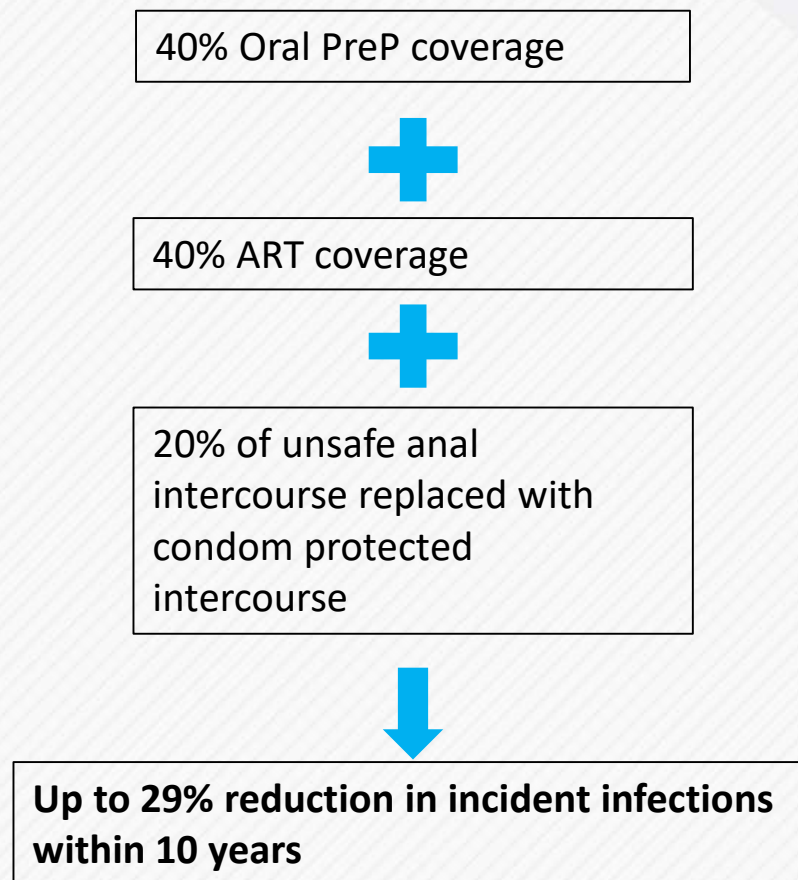 40% Oral PreP coverage
40% ART coverage
20% of unsafe anal
intercourse replaced with
condom protected
intercourse
Up to 29% reduction in incident infections
within 10 years